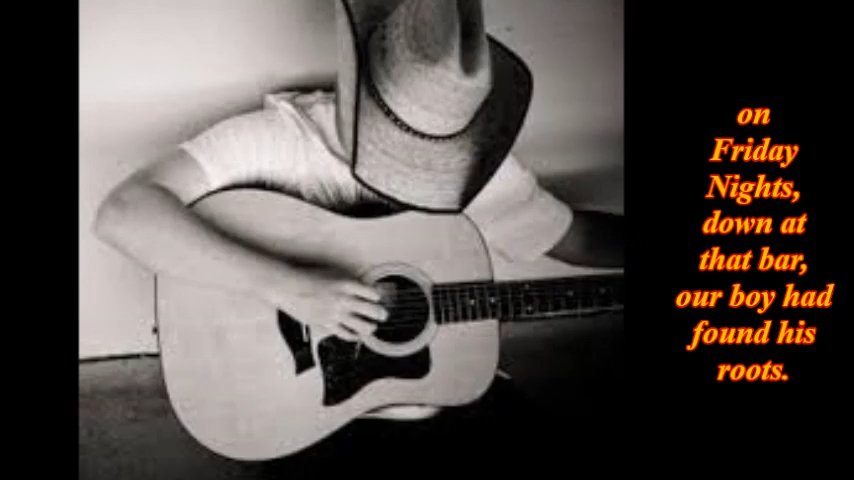 on
Friday
Nights,
down at
that bar,
our boy had
found his
roots.